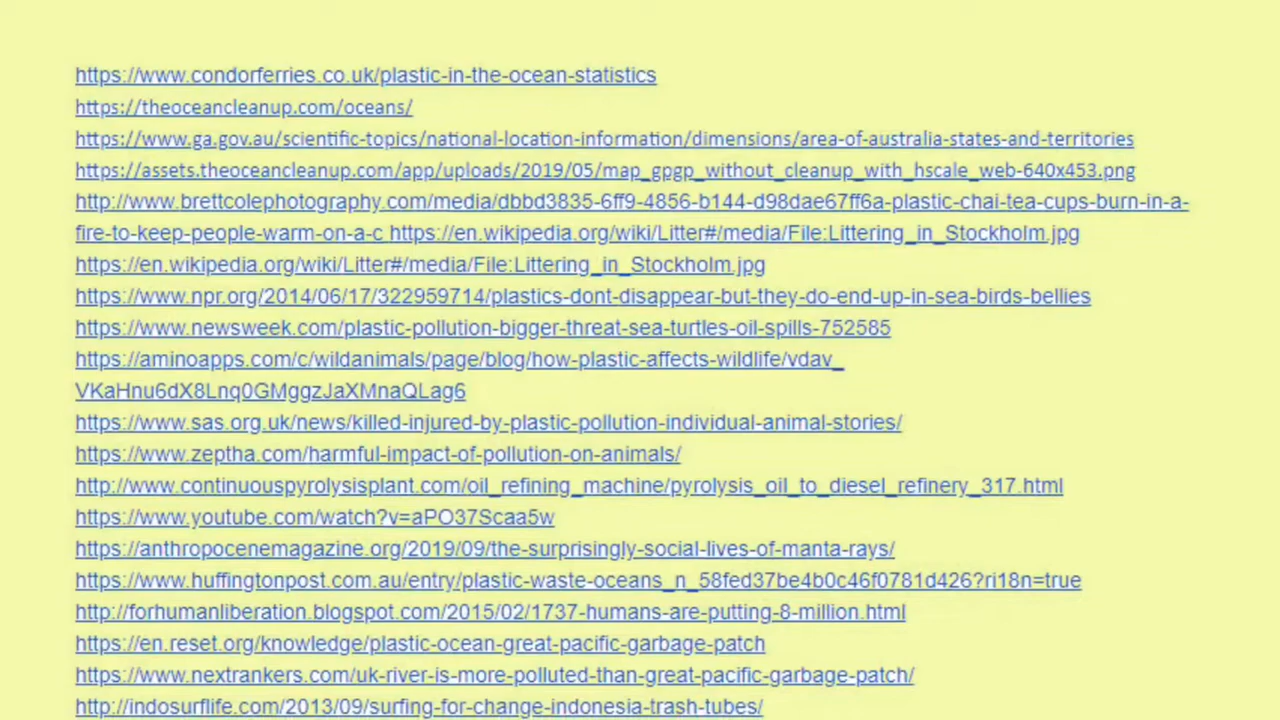 https://www.condorferries.co.uk/plastic-in-the-ocean-statistics
https://theoceancleanup.com/oceans/
https://www.ga.gov.au/scientific-topics/national-location-information/dimensions/area-of-australia-states-and-territories
https://assets.theoceancleanup.com/app/uploads/2019/05/map_gpgp_without_cleanup_with_hscale_web-640x453.png
http://www.brettcolephotography.com/media/dbbd3835-6ff9-4856-b144-d98dae67ff6a-plastic-chai-tea-cups-burn-in-a-
fire-to-keep-people-warm-on-a-c https://en.wikipedia.org/wiki/Litter#/media/File:Littering_in_Stockholm.jpg
https://en.wikipedia.org/wiki/Litter#/media/File:Littering_in_Stockholm.jpg
https://www.npr.org/2014/06/17/322959714/plastics-dont-disappear-but-they-do-end-up-in-sea-birds-bellies
https://www.newsweek.com/plastic-pollution-bigger-threat-sea-turtles-oil-spills-752585
https://aminoapps.com/c/wildanimals/page/blog/how-plastic-affects-wildlife/vdav_
VKaHnu6dX8Lnq0GMggzJaXMnaQLag6
https://www.sas.org.uk/news/killed-injured-by-plastic-pollution-individual-animal-stories/
https://www.zeptha.com/harmful-impact-of-pollution-on-animals/
http://www.continuouspyrolysisplant.com/oil_refining_machine/pyrolysis_oil_to_diesel_refinery_317.html
https://www.youtube.com/watch?v=aPO37Scaa5w
https://anthropocenemagazine.org/2019/09/the-surprisingly-social-lives-of-manta-rays/
https://www.huffingtonpost.com.au/entry/plastic-waste-oceans_n_58fed37be4b0c46f0781d426?ri18n=true
http://forhumanliberation.blogspot.com/2015/02/1737-humans-are-putting-8-million.html
https://en.reset.org/knowledge/plastic-ocean-great-pacific-garbage-patch
https://www.nextrankers.com/uk-river-is-more-polluted-than-great-pacific-garbage-patch/
http://indosurflife.com/2013/09/surfing-for-change-indonesia-trash-tubes/